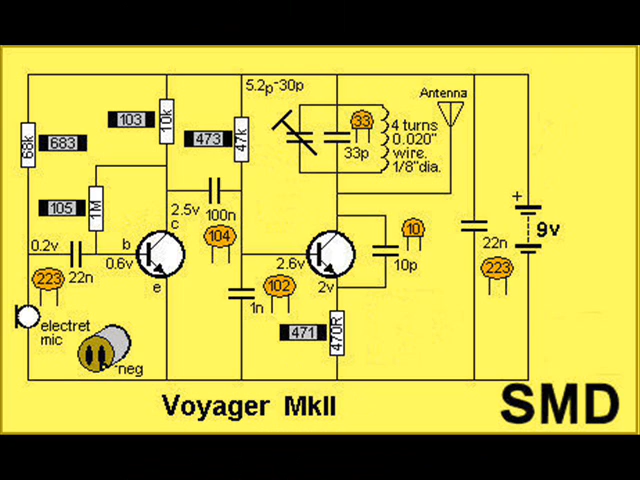 5.2p-30p
Antenna
103
10k
33
4 turns
0.020"
wire.
1/8"dia.
68k
683
473
47k
33p
105
1M
2.5v
100n
c
+
9v
0.2v
b
104
10
22n
223
22n
0.6v
2.6v
10p
223
e
102
2v
1n
electret
mic
471
470R
-neg
Voyager MkII
SMD